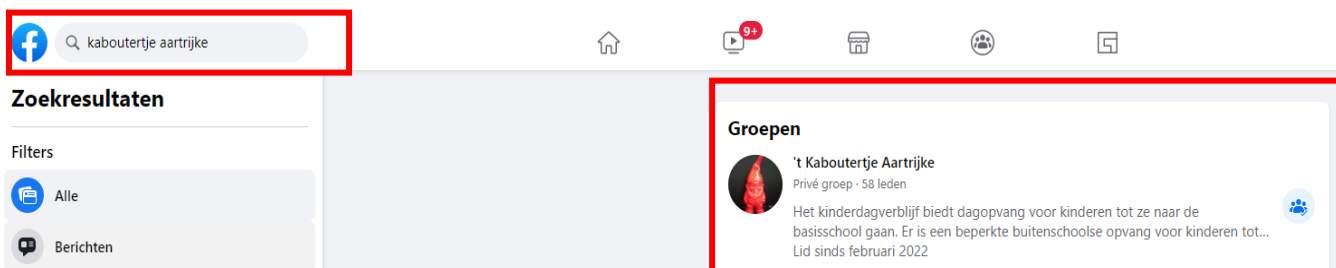 kaboutertje aartrijke
9+
Zoekresultaten
Filters
Alle
Berichten
Groepen
't Kaboutertje Aartrijke
Privé groep · 58 leden
Het kinderdagverblijf biedt dagopvang voor kinderen tot ze naar de
basisschool gaan. Er is een beperkte buitenschoolse opvang voor kinderen tot...
Lid sinds februari 2022